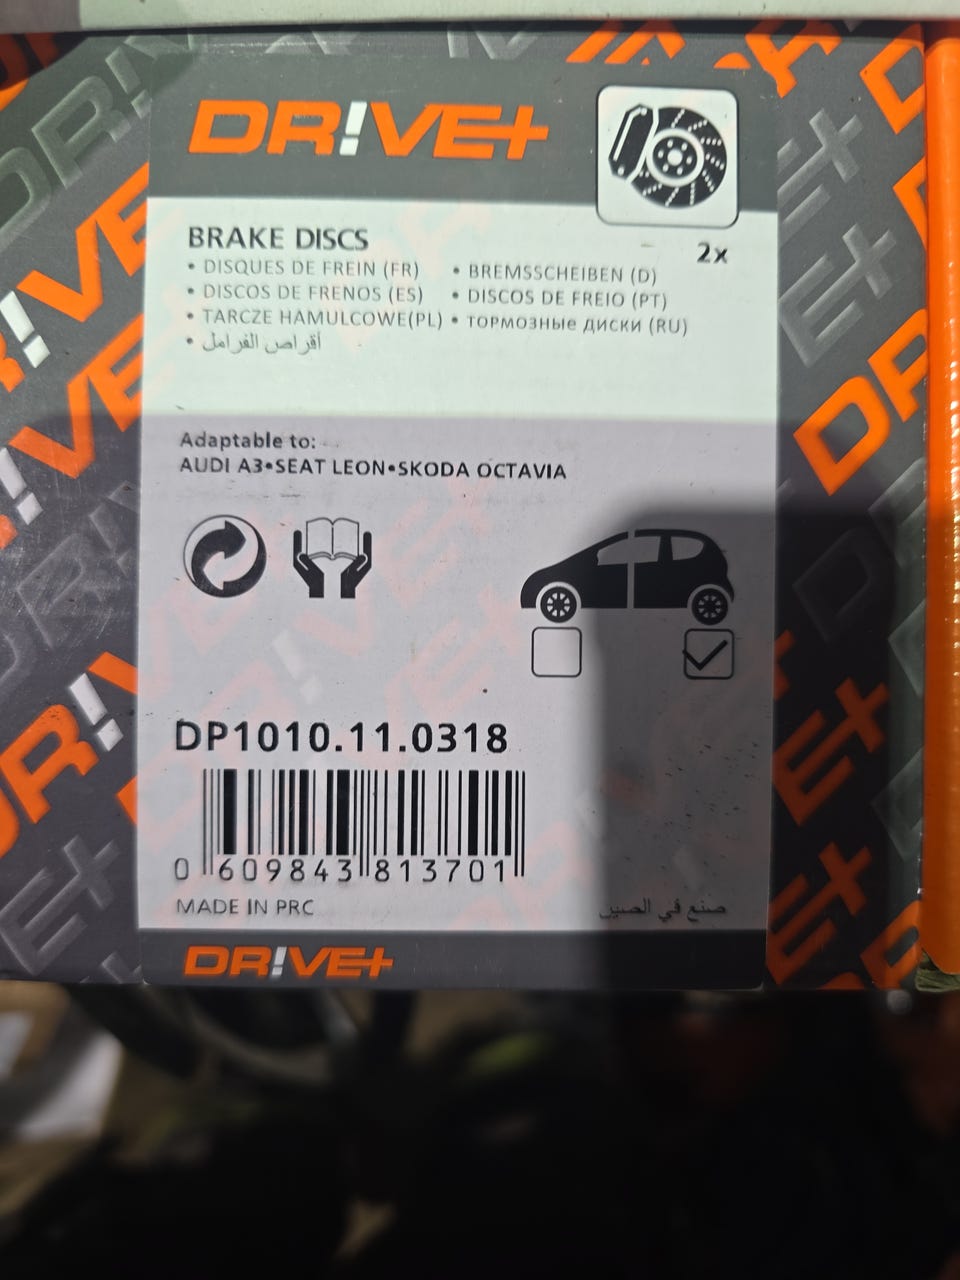 DR!VE+
BRAKE DISCS
2x
• DISQUES DE FREIN (FR) • BREMSSCHEIBEN (D)
• DISCOS DE FRENOS (ES) • DISCOS DE FREIO (PT)
• TARCZE HAMULCOWE(PL) • ТОРМОЗНЫЕ ДИСКИ (RU)
• أقراص الفرامل
Adaptable to:
AUDI A3•SEAT LEON•SKODA OCTAVIA
DP1010.11.0318
0 609843 813701
MADE IN PRC
صنع في الصين
DR!VE+